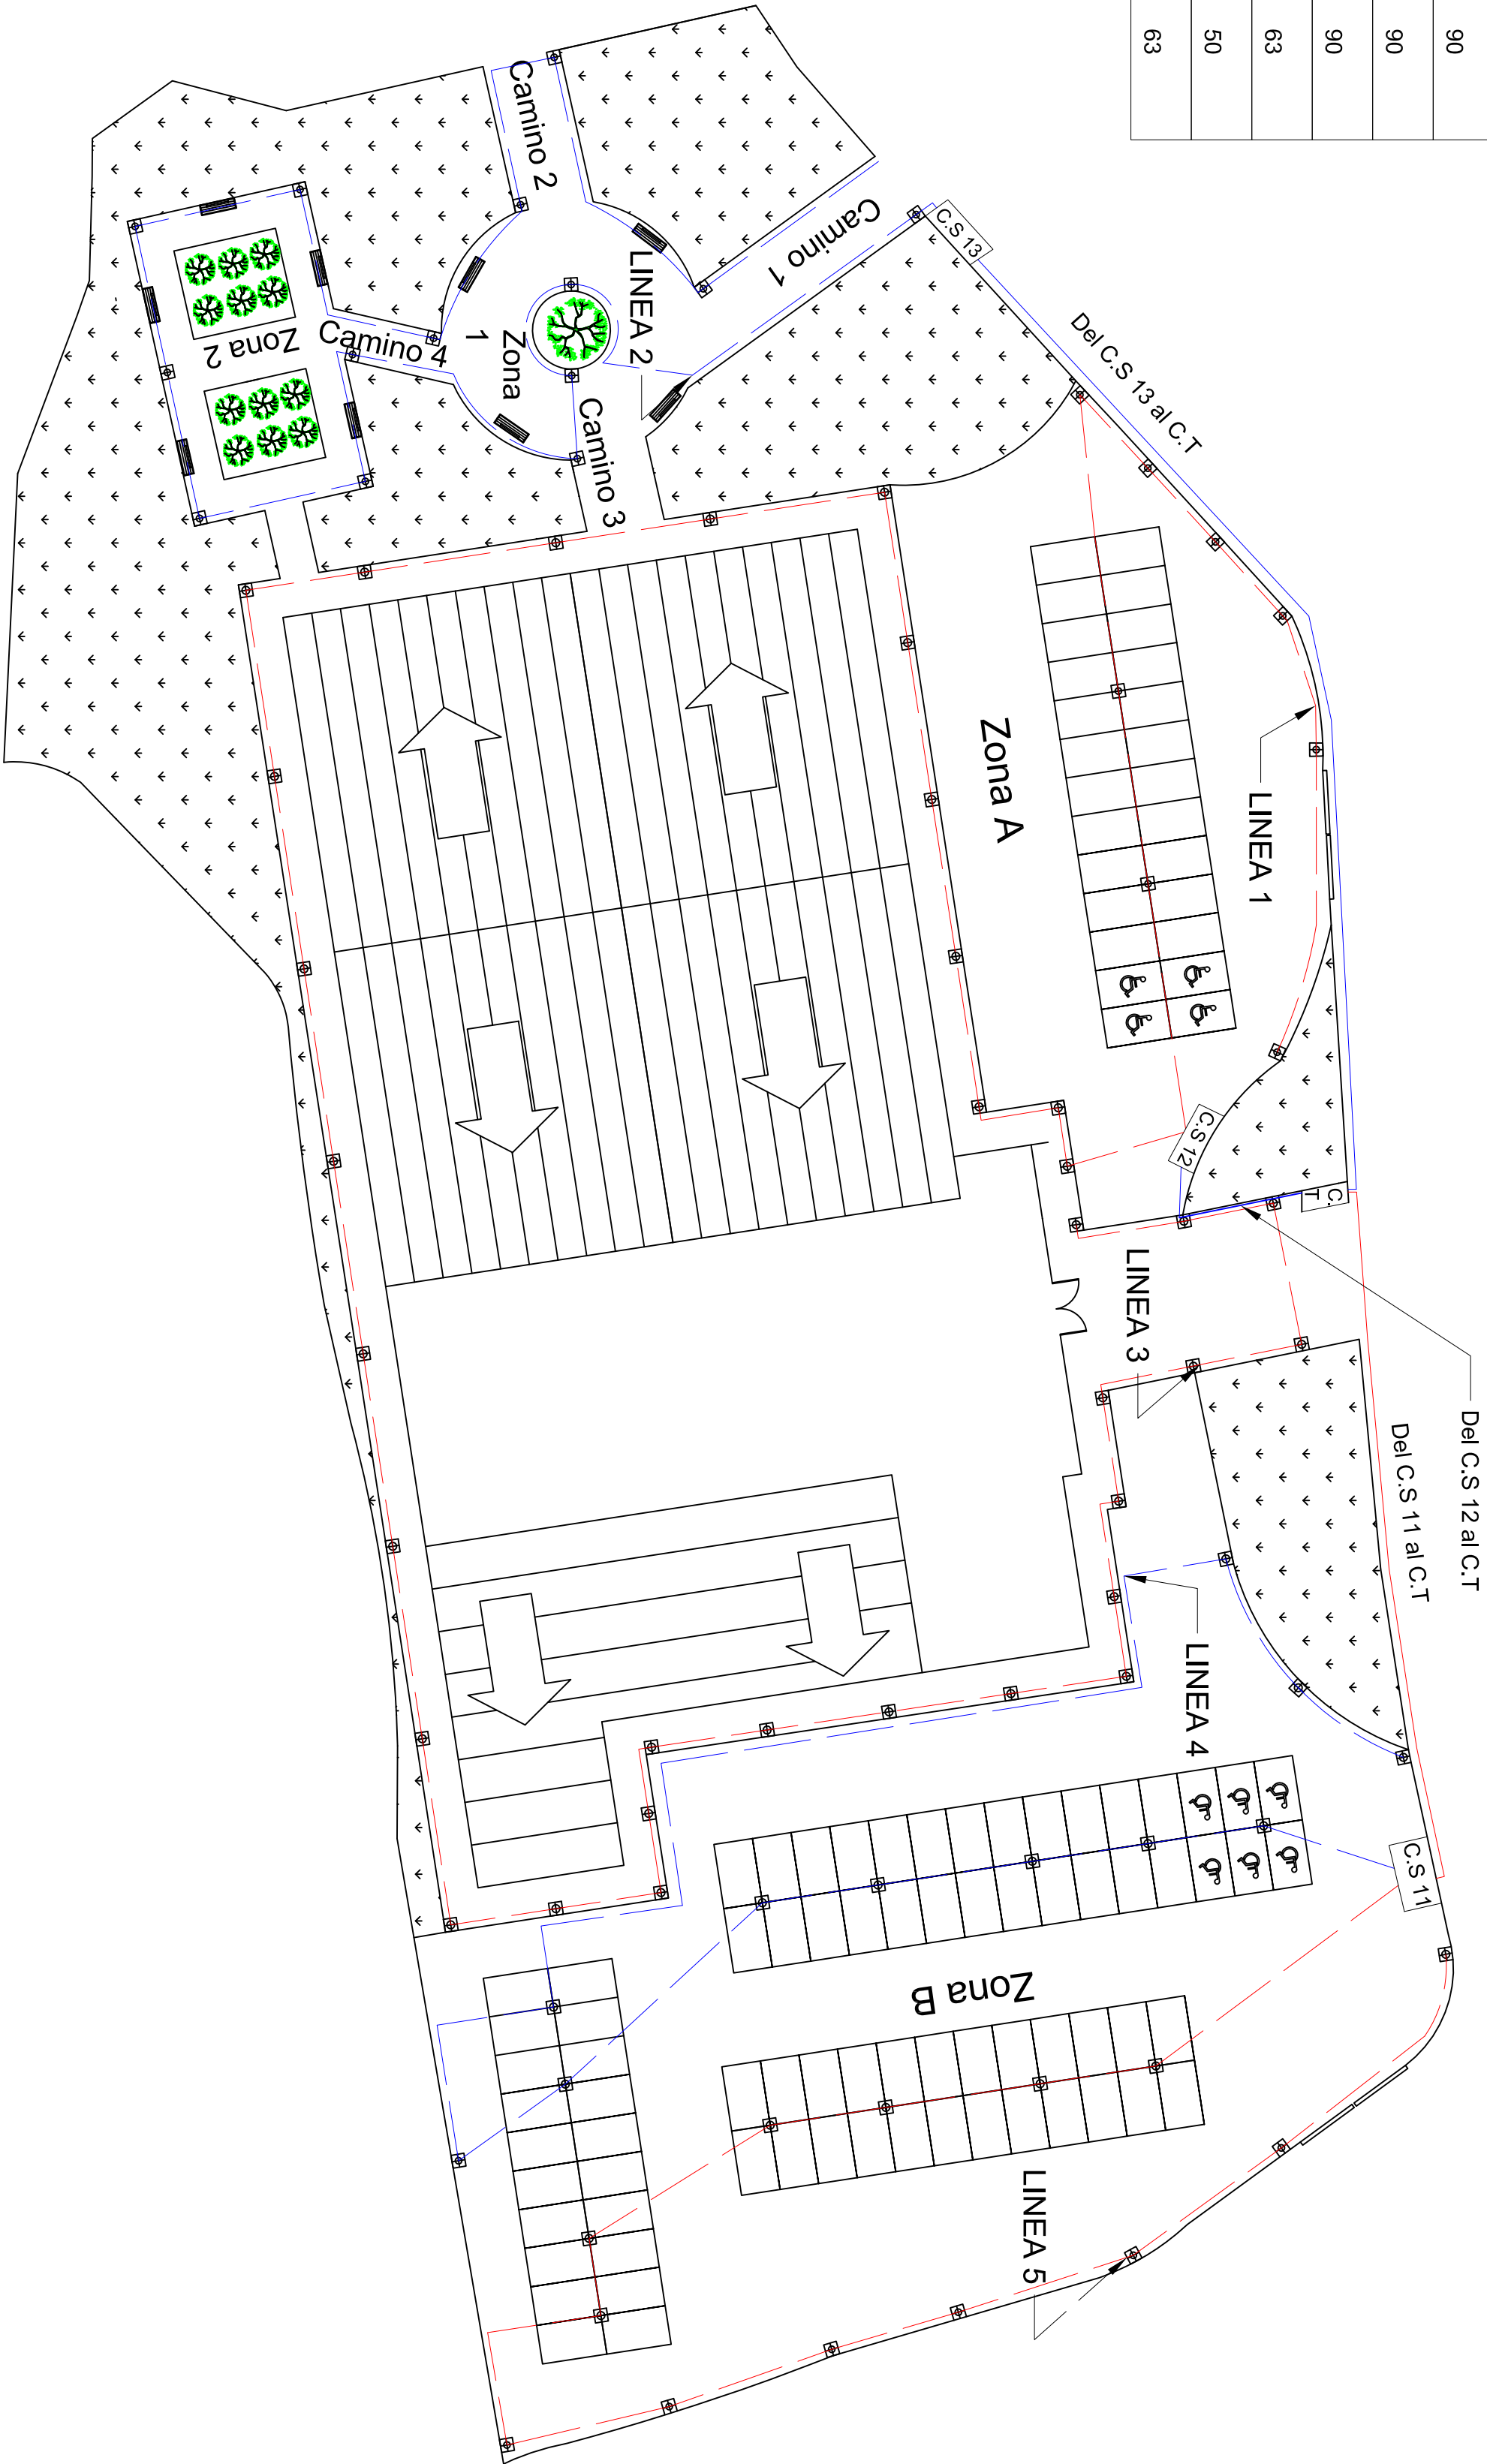 90
90
90
63
50
63
Camino 2
Camino 1
C.S 13
LINEA 2
Zona
1
Camino 4
Zona 2
Camino 3
Del C.S 13 al C.T
Zona A
LINEA 1
C.S 12
C.
T
LINEA 3
Del C.S 12 al C.T
Del C.S 11 al C.T
LINEA 4
C.S 11
Zona B
LINEA 5